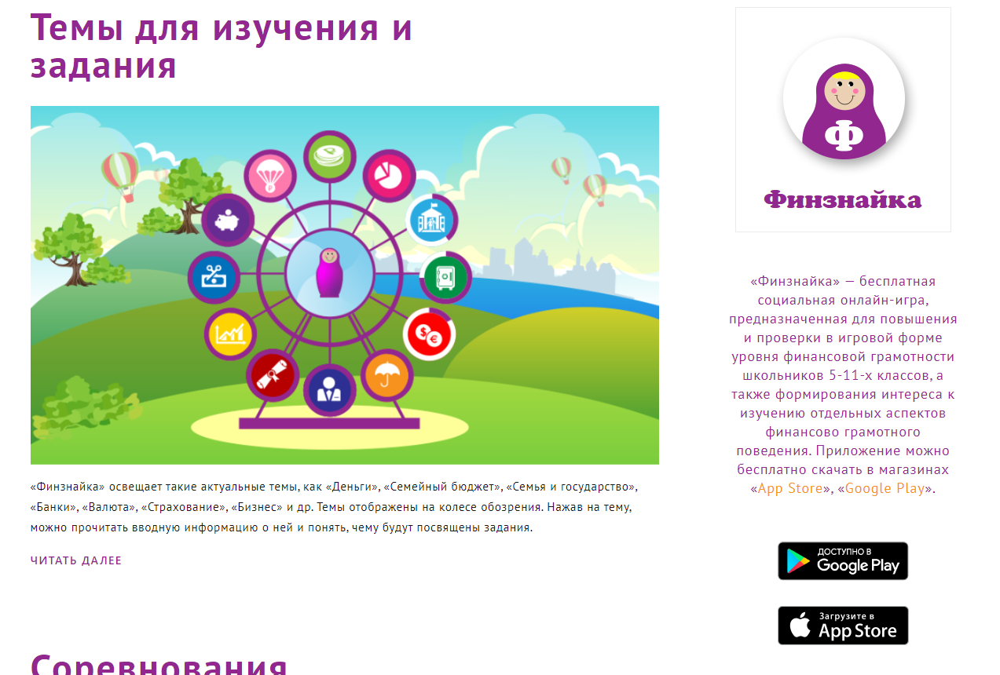 Темы для изучения и
задания
«Финзнайка» освещает такие актуальные темы, как «Деньги», «Семейный бюджет», «Семья и государство»,
«Банки», «Валюта», «Страхование», «Бизнес» и др. Темы отображены на колесе обозрения. Нажав на тему,
можно прочитать вводную информацию о ней и понять, чему будут посвящены задания.
ЧИТАТЬ ДАЛЕЕ
Соревнования
Ф
Финзнайка
«Финзнайка» — бесплатная
социальная онлайн-игра,
предназначенная для повышения
и проверки в игровой форме
уровня финансовой грамотности
школьников 5-11-х классов, а
также формирования интереса к
изучению отдельных аспектов
финансово грамотного
поведения. Приложение можно
бесплатно скачать в магазинах
«App Store», «Google Play».
ДОСТУПНО В
Google Play
Загрузите в
App Store